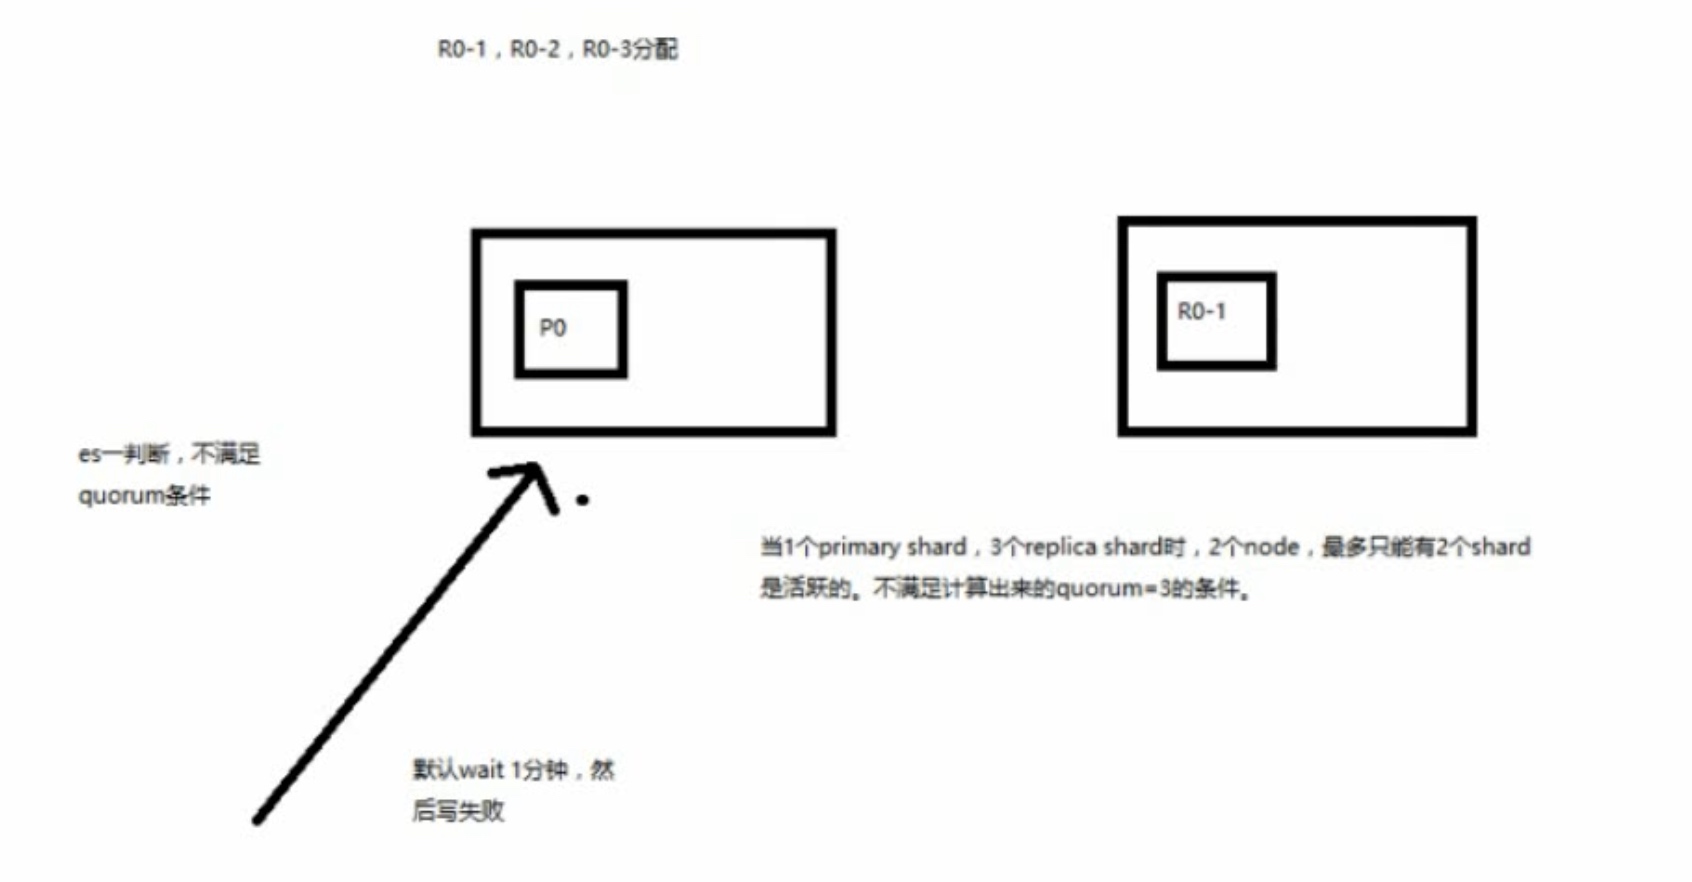 R0-1，R0-2，R0-3分配
P0
R0-1
es一判断，不满足
quorum条件
当1个primary shard，3个replica shard时，2个node，最多只能有2个shard
是活跃的。不满足计算出来的quorum=3的条件。
默认wait 1分钟，然
后写失败